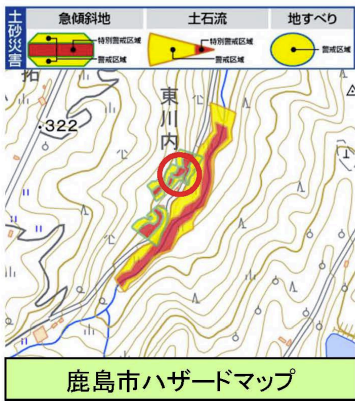 土砂災害
急傾斜地
土石流
地すべり
特別警戒区域
警戒区域
特別警戒区域
警戒区域
警戒区域
拓
・322
東川内
鹿島市ハザードマップ